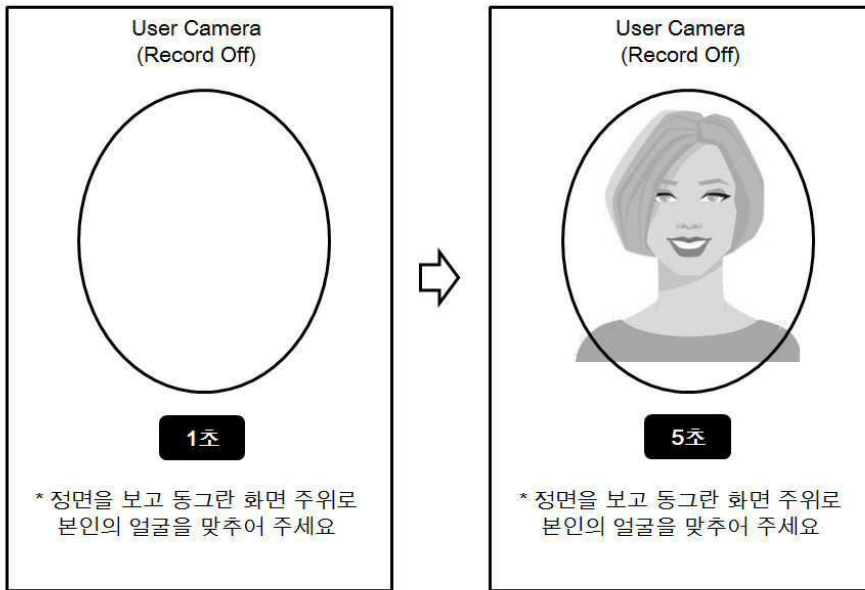 User Camera
(Record Off)
1초
* 정면을 보고 동그란 화면 주위로
본인의 얼굴을 맞추어 주세요
User Camera
(Record Off)
5초
* 정면을 보고 동그란 화면 주위로
본인의 얼굴을 맞추어 주세요